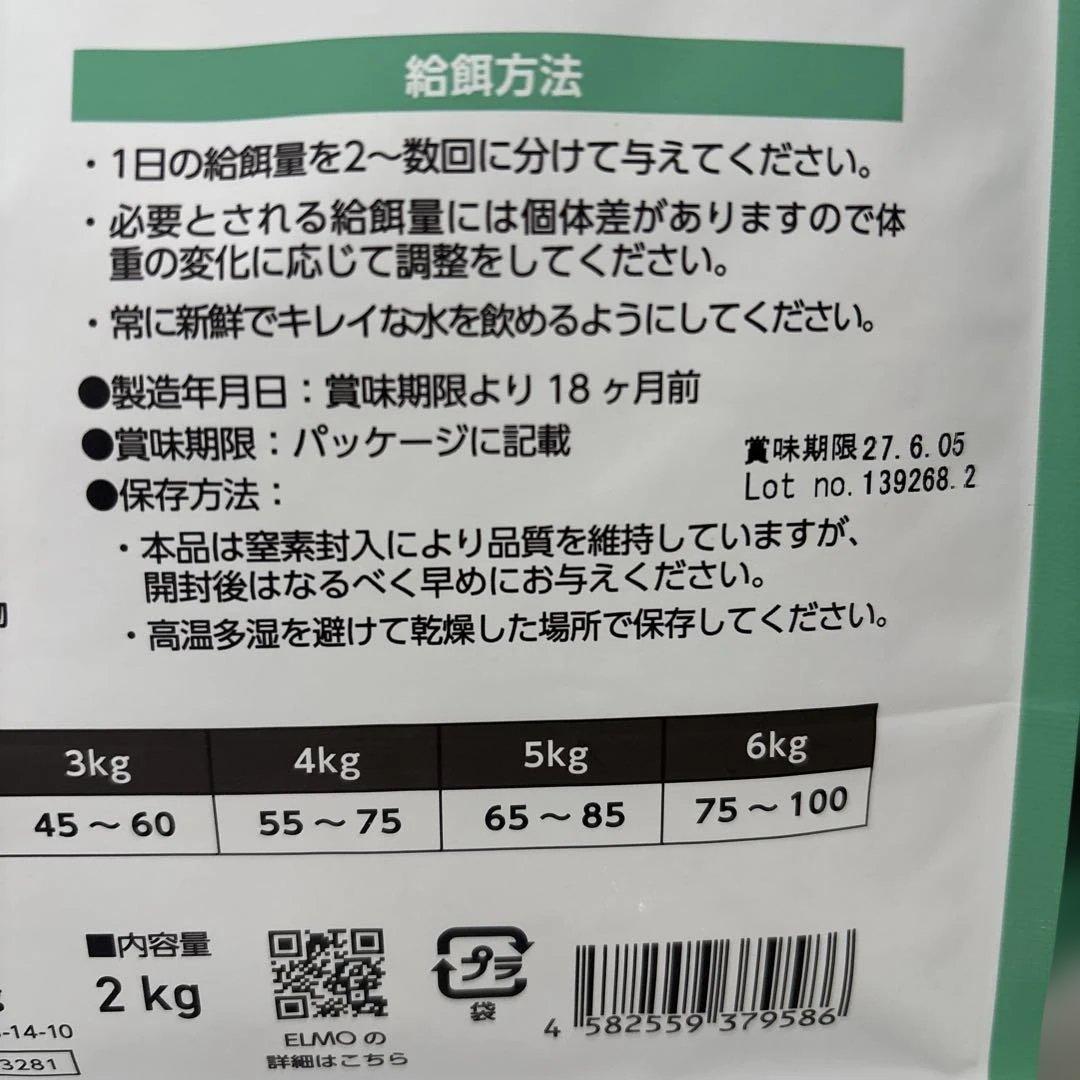 給餌方法
・1日の給餌量を2～数回に分けて与えてください。
・必要とされる給餌量には個体差がありますので体
重の変化に応じて調整をしてください。
・常に新鮮でキレイな水を飲めるようにしてください。
●製造年月日：賞味期限より 18 ヶ月前
●賞味期限：パッケージに記載
賞味期限27.6.05
Lot no.139268.2
●保存方法：
・本品は窒素封入により品質を維持していますが、
開封後はなるべく早めにお与えください。
・高温多湿を避けて乾燥した場所で保存してください。
3kg 4kg 5kg 6kg
45～60 55～75 65～85 75～100
■内容量
2 kg
-14-10
3281
ELMOの
詳細はこちら
プラ
袋
4 582559 379586